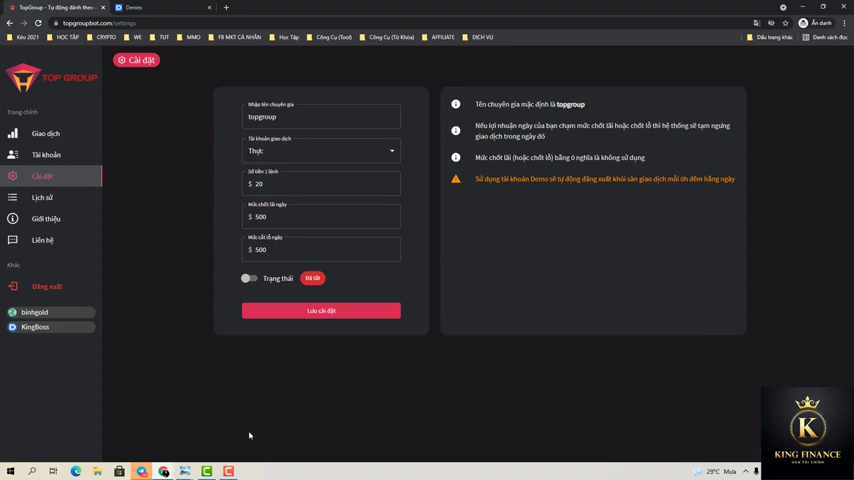 TopGroup - Tự động đánh theo
Denies
topgroupbot.com/settings
Ẩn danh
Kèo 2021
HỌC TẬP
CRYPTO
WE
TUT
MMO
FB MKT CÁ NHÂN
Học Tập
Công Cụ (Tool)
Công Cụ (Từ Khóa)
AFFILIATE
DỊCH VỤ
Dấu trang khác
Danh sách đọc
TOP GROUP
Cài đặt
Trang chính
Giao dịch
Tài khoản
Cài đặt
Lịch sử
Giới thiệu
Liên hệ
Khác
Đăng xuất
binhgold
KingBoss
Nhập tên chuyên gia
topgroup
Tài khoản giao dịch
Thực
Số tiền 1 lệnh
$ 20
Mức chốt lãi ngày
$ 500
Mức cắt lỗ ngày
$ 500
Trạng thái
Đã tắt
Lưu cài đặt
Tên chuyên gia mặc định là topgroup
Nếu lợi nhuận ngày của bạn chạm mức chốt lãi hoặc chốt lỗ thì hệ thống sẽ tạm ngưng
giao dịch trong ngày đó
Mức chốt lãi (hoặc chốt lỗ) bằng 0 nghĩa là không sử dụng
Sử dụng tài khoản Demo sẽ tự động đăng xuất khỏi sàn giao dịch mỗi 0h đêm hằng ngày
K
KING FINANCE
VUA TÀI CHÍNH
29°C Mưa